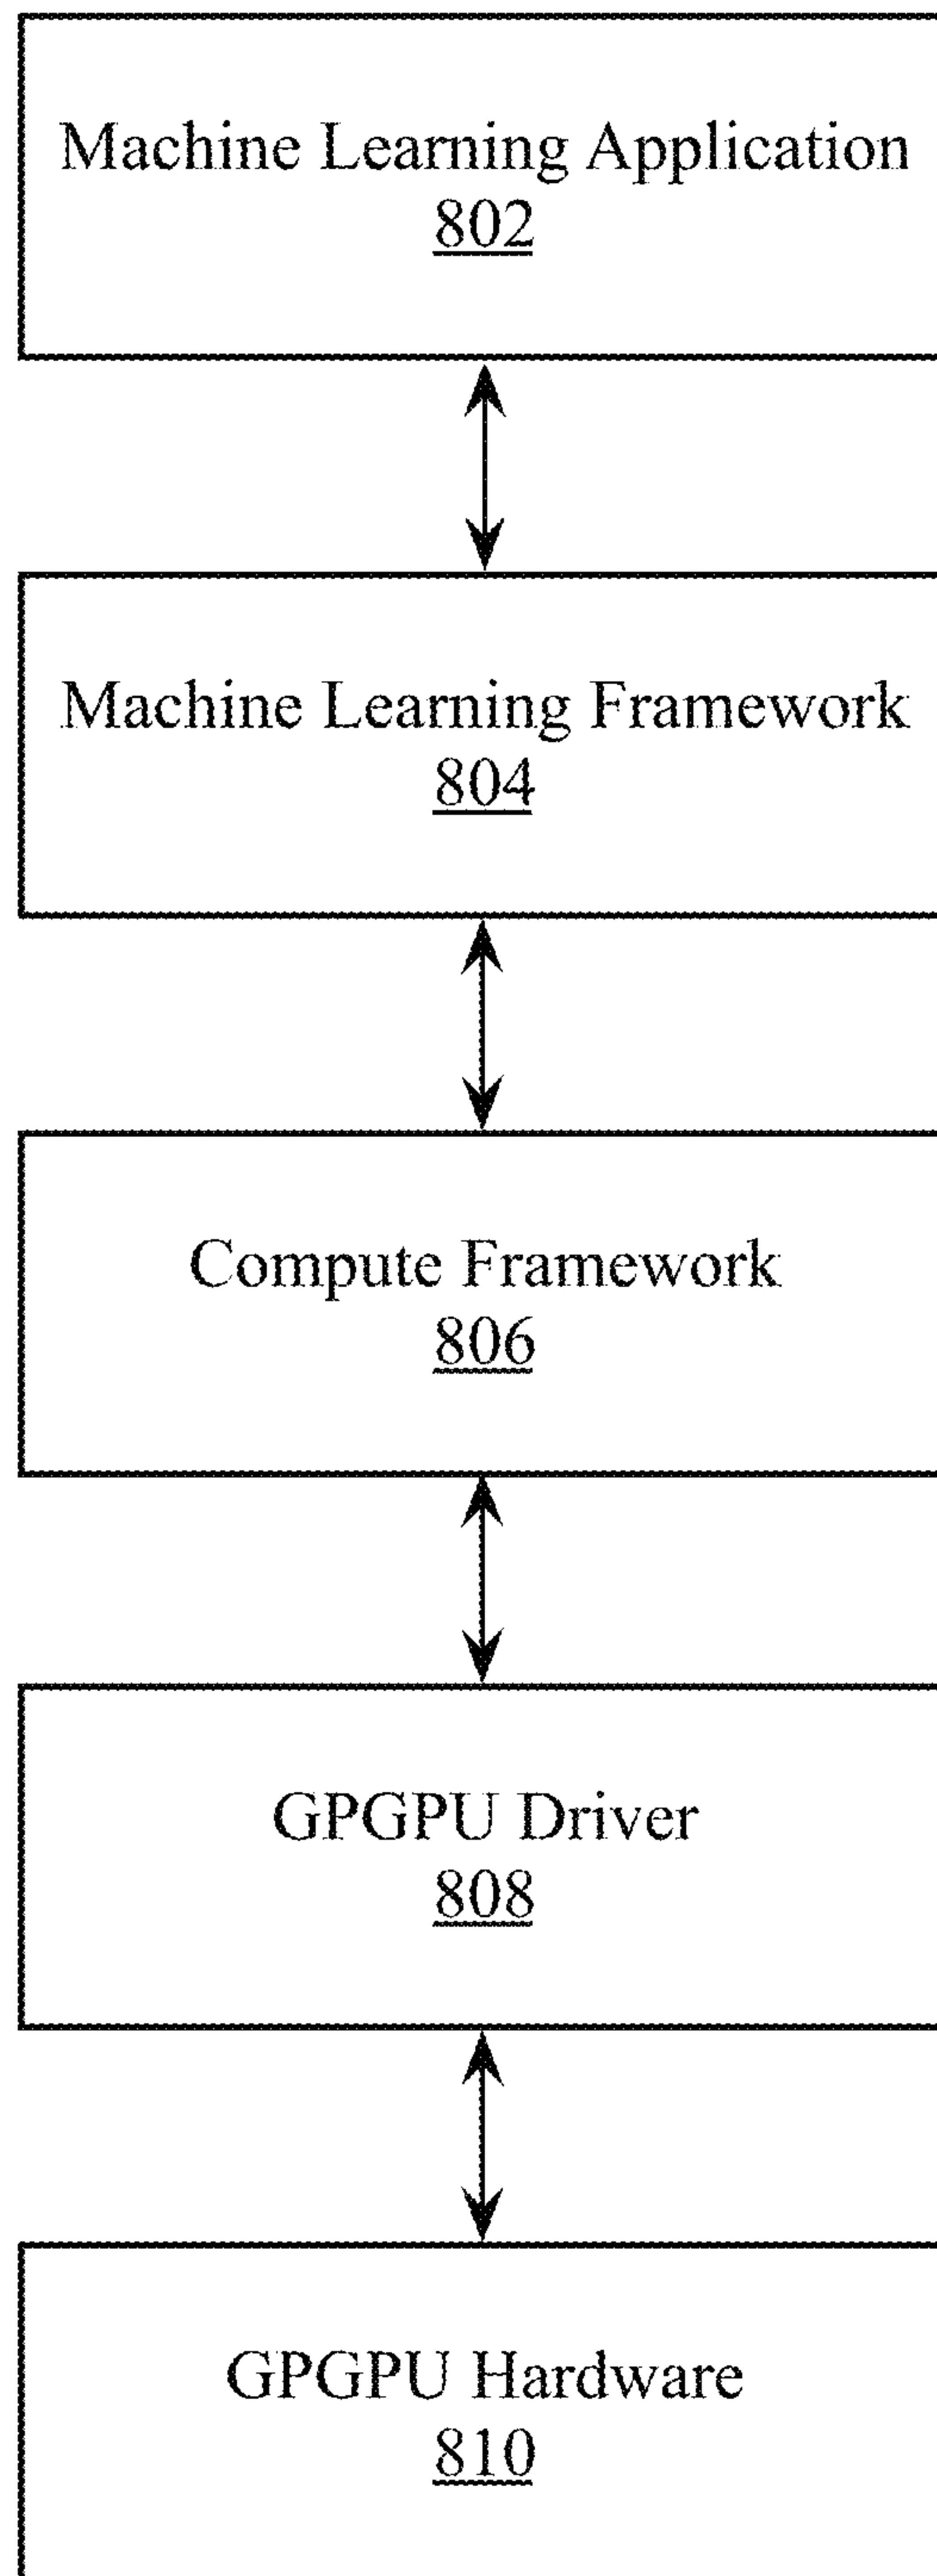 Machine Learning Application
802
Machine Learning Framework
804
Compute Framework
806
GPGPU Driver
808
GPGPU Hardware
810